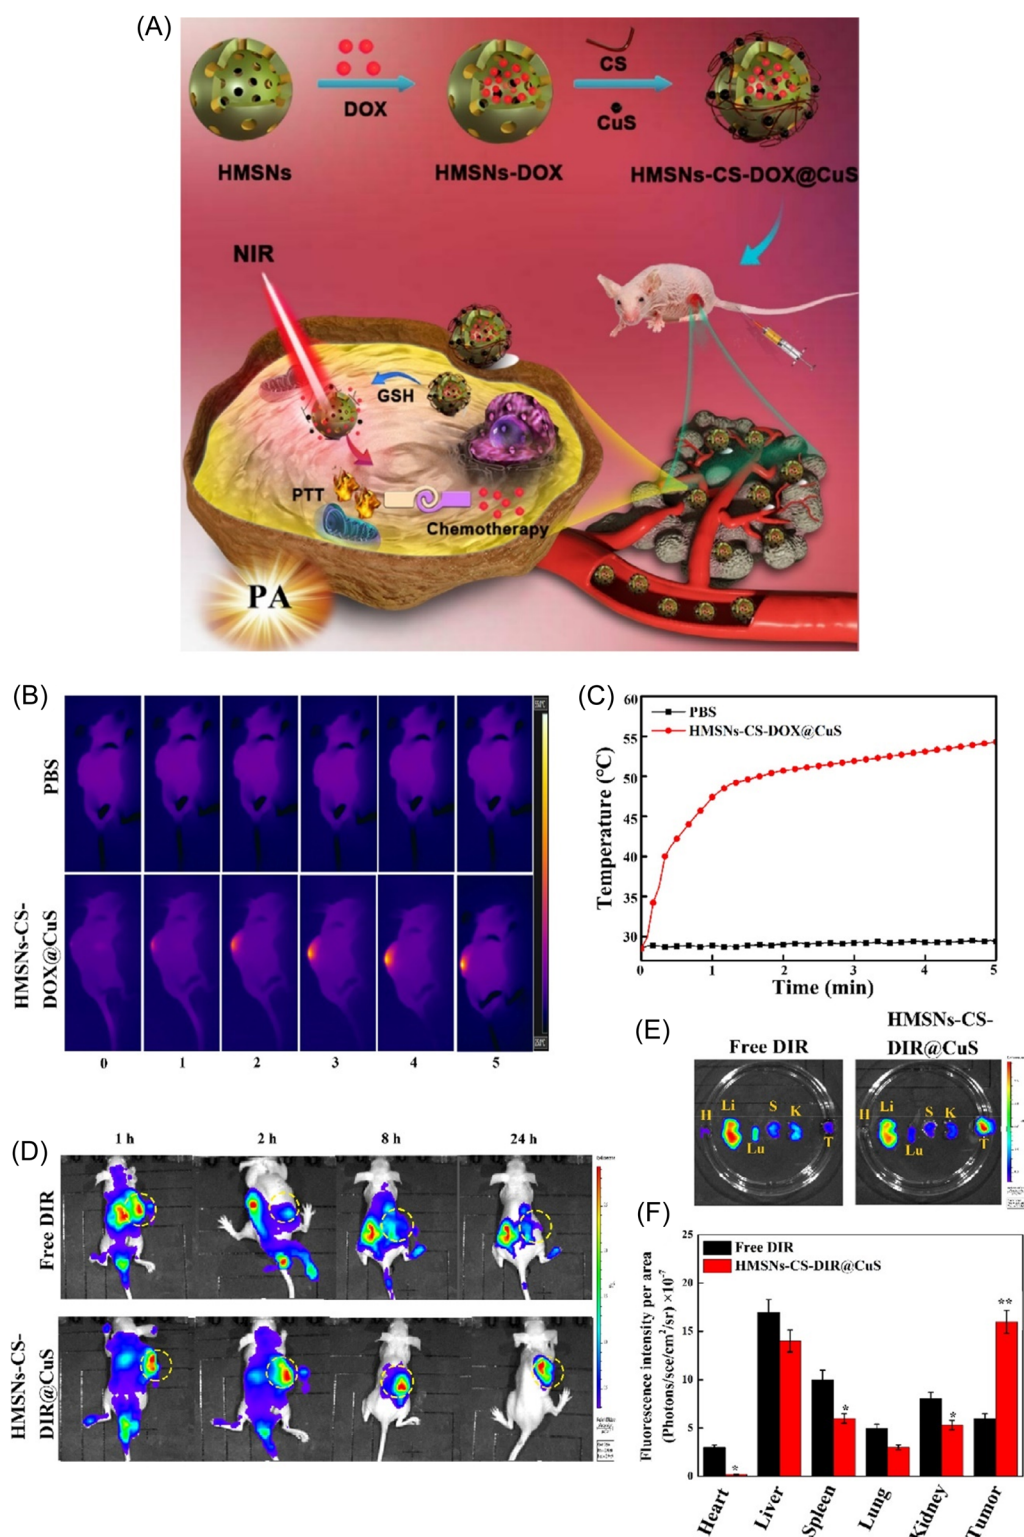 (A)
DOX
CS
CuS
HMSNs
HMSNs-DOX
HMSNs-CS-DOX@CuS
NIR
GSH
PTT
Chemotherapy
PA
(B)
PBS
HMSNs-CS-
DOX@CuS
0 1 2 3 4 5
(C)
60
55
50
45
40
35
30
Temperature (°C)
PBS
HMSNs-CS-DOX@CuS
0 1 2 3 4 5
Time (min)
(D)
1 h 2 h 8 h 24 h
Free DIR
HMSNs-CS-
DIR@CuS
(E)
Free DIR
HMSNs-CS-
DIR@CuS
H Li Lu S K T
H Li Lu S K T
(F)
Fluorescence intensity per area
(Photons/sce/cm²/sr) ×10⁻⁷
25
20
15
10
5
0
Free DIR
HMSNs-CS-DIR@CuS
* * * **
Heart Liver Spleen Lung Kidney Tumor